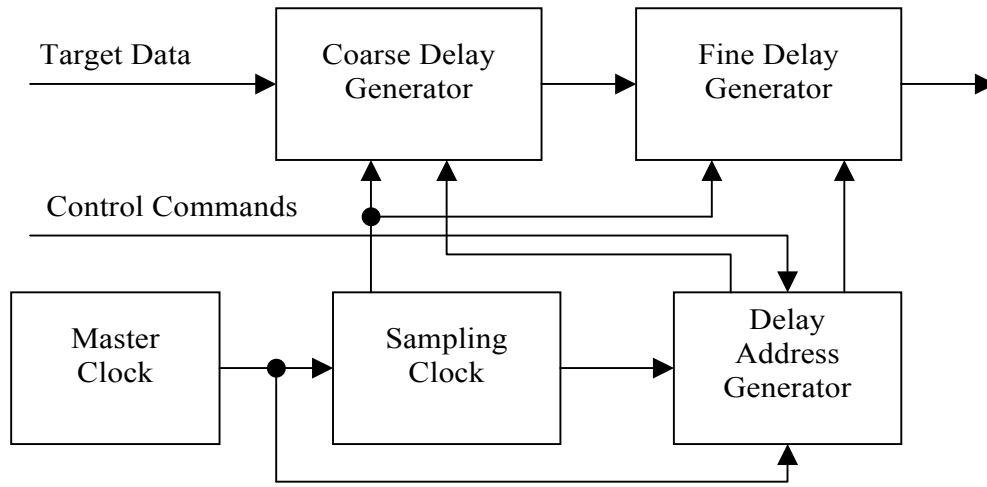 Target Data
Coarse Delay
Generator
Fine Delay
Generator
Control Commands
Master
Clock
Sampling
Clock
Delay
Address
Generator